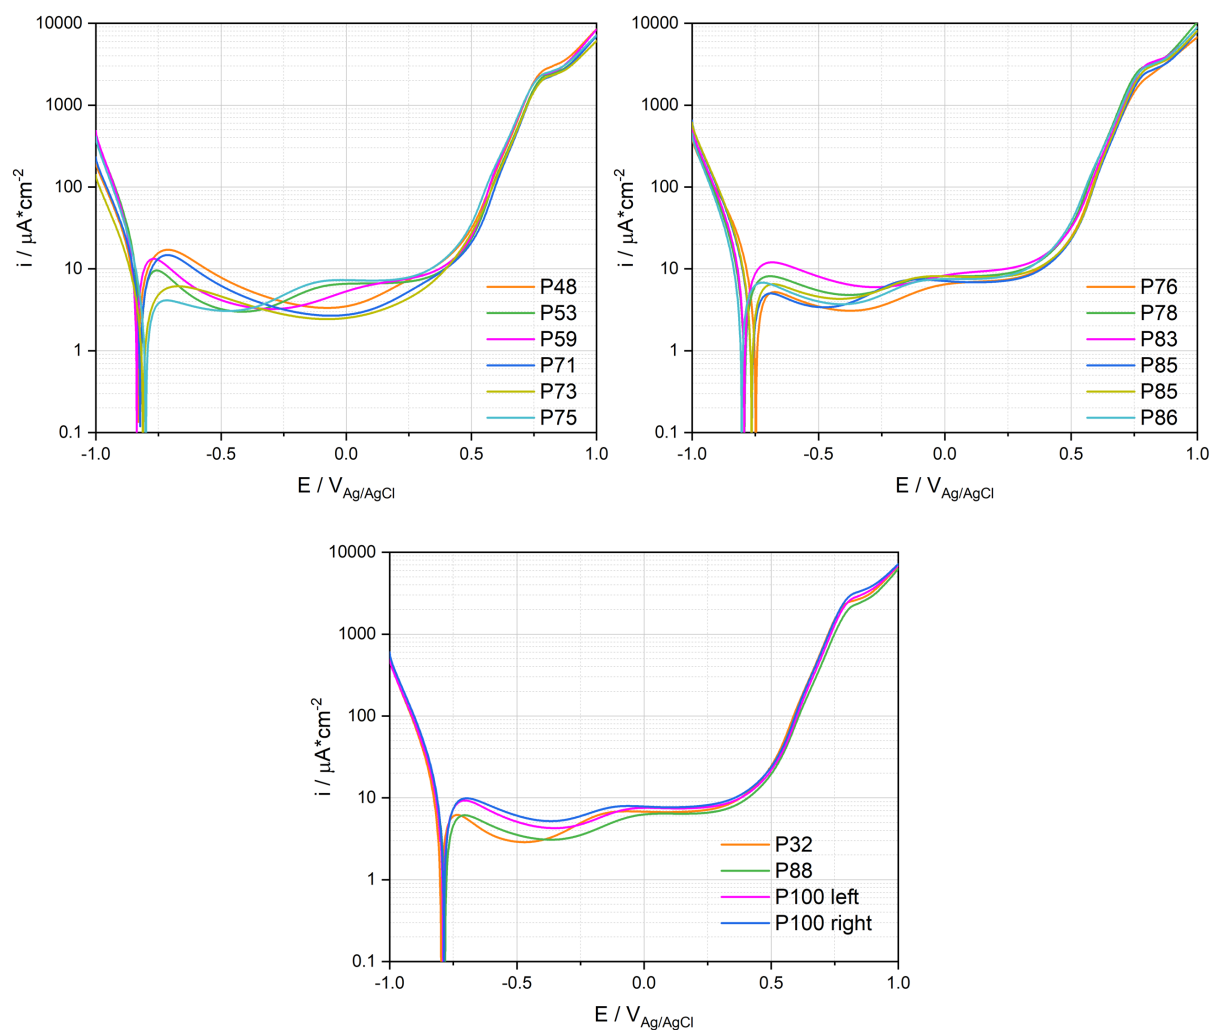 10000
1000
100
10
1
0.1
i / μA*cm-2
-1.0
-0.5
0.0
0.5
1.0
E / VAg/AgCl
P48
P53
P59
P71
P73
P75
10000
1000
100
10
1
0.1
i / μA*cm-2
-1.0
-0.5
0.0
0.5
1.0
E / VAg/AgCl
P76
P78
P83
P85
P85
P86
10000
1000
100
10
1
0.1
i / μA*cm-2
-1.0
-0.5
0.0
0.5
1.0
E / VAg/AgCl
P32
P88
P100 left
P100 right